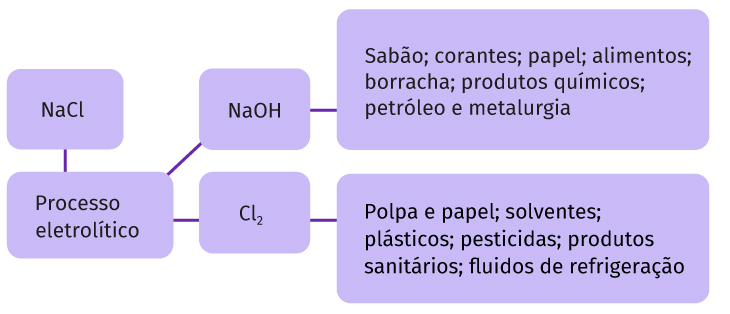 NaCl
Processo
eletrolítico
NaOH
Cl₂
Sabão; corantes; papel; alimentos;
borracha; produtos químicos;
petróleo e metalurgia
Polpa e papel; solventes;
plásticos; pesticidas; produtos
sanitários; fluidos de refrigeração